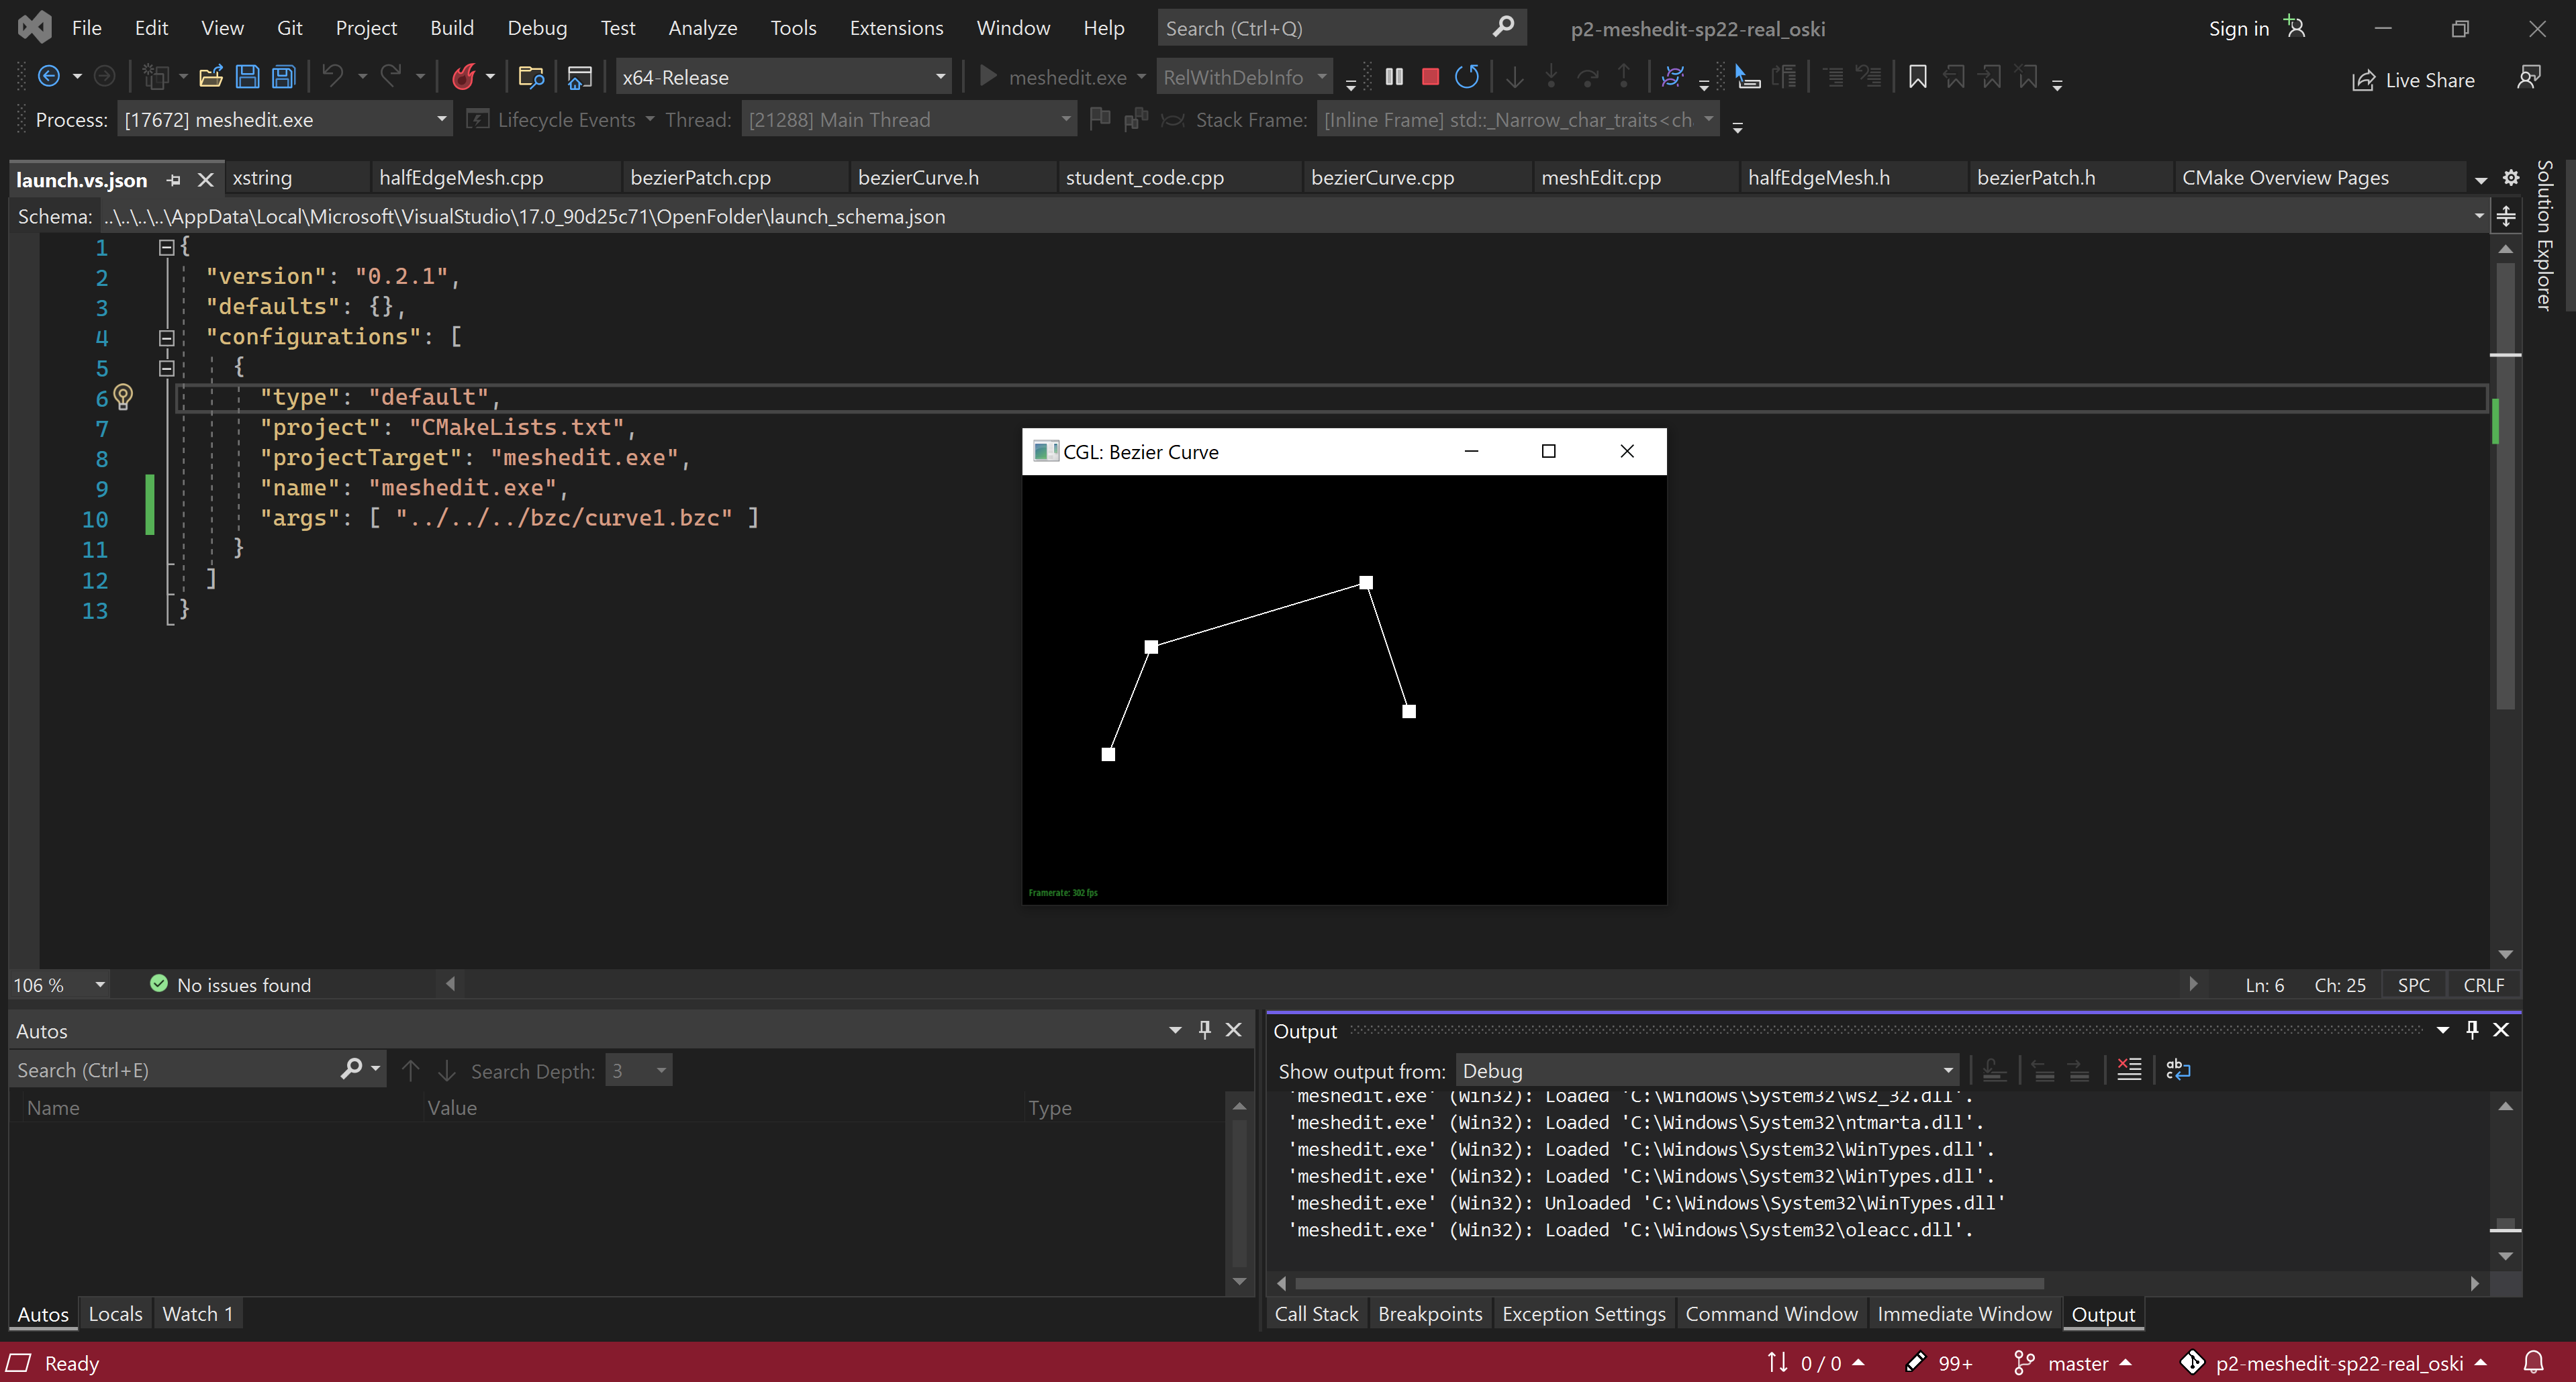 File Edit View Git Project Build Debug Test Analyze Tools Extensions Window Help Search (Ctrl+Q) p2-meshedit-sp22-real_oski Sign in
x64-Release meshedit.exe RelWithDebInfo Live Share
Process: [17672] meshedit.exe Lifecycle Events Thread: [21288] Main Thread Stack Frame: [Inline Frame] std::_Narrow_char_traits<ch
launch.vs.json xstring halfEdgeMesh.cpp bezierPatch.cpp bezierCurve.h student_code.cpp bezierCurve.cpp meshEdit.cpp halfEdgeMesh.h bezierPatch.h CMake Overview Pages
Solution Explorer
Schema: ..\..\..\..\AppData\Local\Microsoft\VisualStudio\17.0_90d25c71\OpenFolder\launch_schema.json
1 {
2 "version": "0.2.1",
3 "defaults": {},
4 "configurations": [
5 {
6 "type": "default",
7 "project": "CMakeLists.txt",
8 "projectTarget": "meshedit.exe",
9 "name": "meshedit.exe",
10 "args": [ "../../../bzc/curve1.bzc" ]
11 }
12 ]
13 }
CGL: Bezier Curve
Framerate: 302 fps
106 % No issues found Ln: 6 Ch: 25 SPC CRLF
Autos
Search (Ctrl+E) Search Depth: 3
Name Value Type
Autos Locals Watch 1
Output
Show output from: Debug
'meshedit.exe' (Win32): Loaded 'C:\Windows\System32\ws2_32.dll'.
'meshedit.exe' (Win32): Loaded 'C:\Windows\System32\ntmarta.dll'.
'meshedit.exe' (Win32): Loaded 'C:\Windows\System32\WinTypes.dll'.
'meshedit.exe' (Win32): Loaded 'C:\Windows\System32\WinTypes.dll'.
'meshedit.exe' (Win32): Unloaded 'C:\Windows\System32\WinTypes.dll'
'meshedit.exe' (Win32): Loaded 'C:\Windows\System32\oleacc.dll'.
Call Stack Breakpoints Exception Settings Command Window Immediate Window Output
Ready 0 / 0 99+ master p2-meshedit-sp22-real_oski